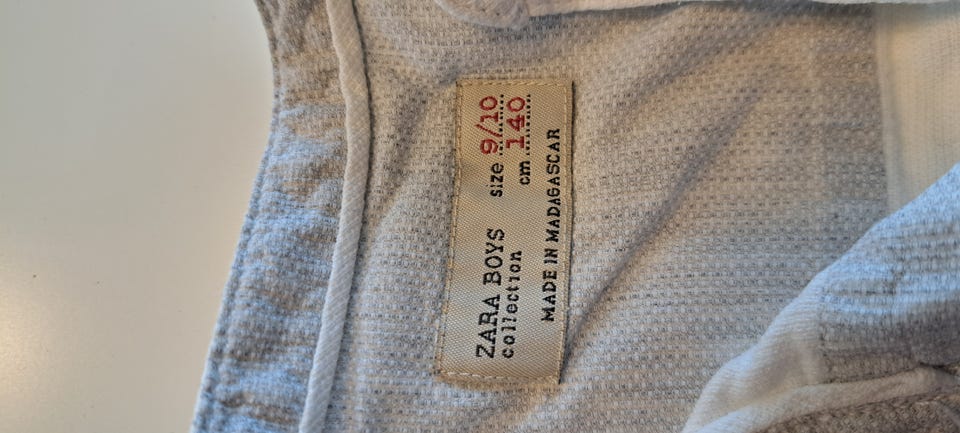 ZARA BOYS size 9/10
collection cm 140
MADE IN MADAGASCAR